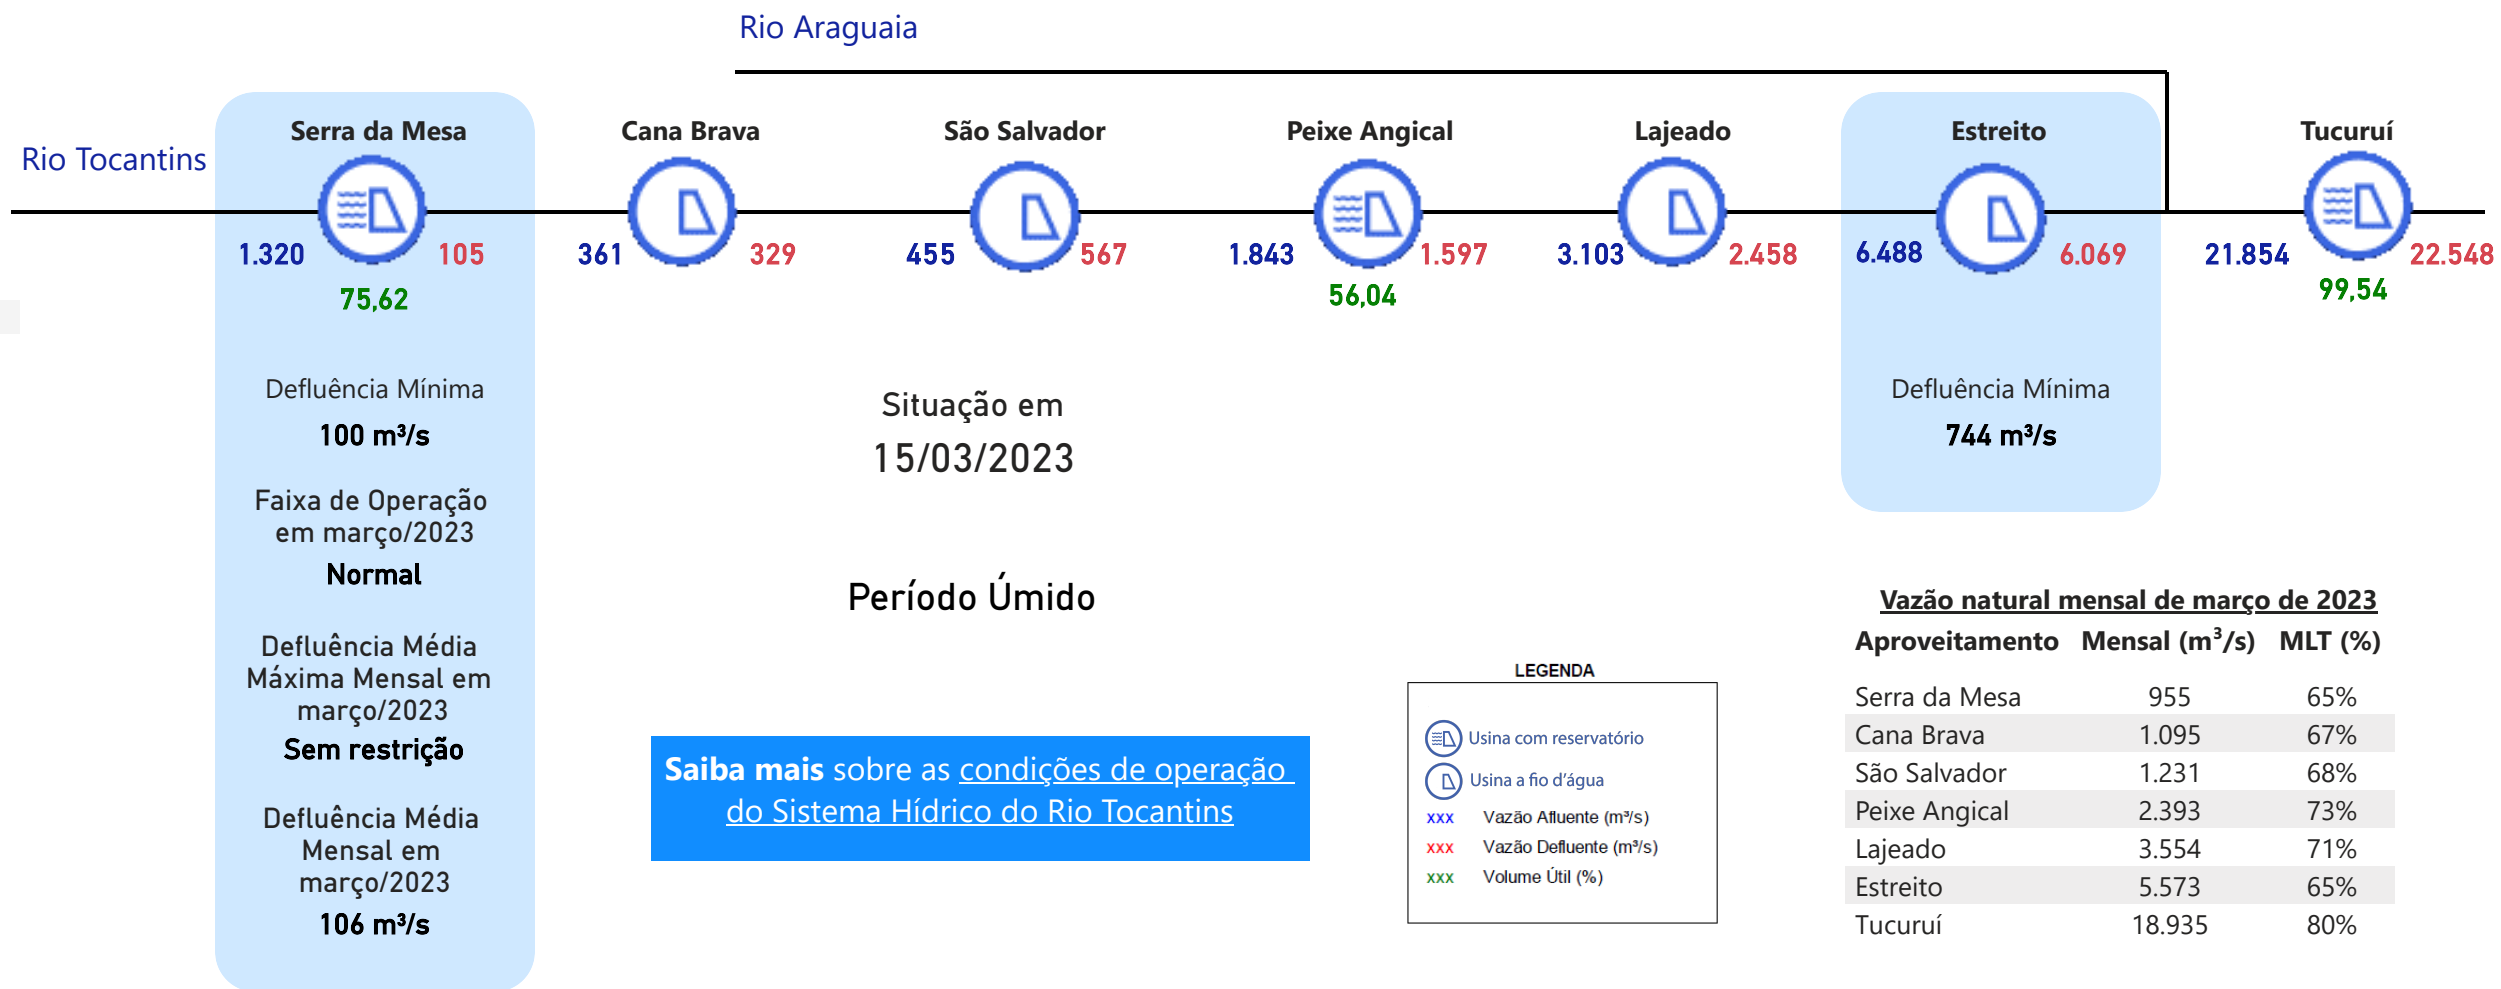 Rio Araguaia
Rio Tocantins
Serra da Mesa
Cana Brava
São Salvador
Peixe Angical
Lajeado
Estreito
Tucuruí
1.320 105
361 329
455 567
1.843 1.597
3.103 2.458
6.488 6.069
21.854 22.548
75,62
56,04
99,54
Defluência Mínima
100 m³/s
Faixa de Operação
em março/2023
Normal
Defluência Média
Máxima Mensal em
março/2023
Sem restrição
Defluência Média
Mensal em
março/2023
106 m³/s
Situação em
15/03/2023
Período Úmido
Saiba mais sobre as condições de operação
do Sistema Hídrico do Rio Tocantins
Defluência Mínima
744 m³/s
LEGENDA
Usina com reservatório
Usina a fio d'água
xxx Vazão Afluente (m³/s)
xxx Vazão Defluente (m³/s)
xxx Volume Útil (%)
Vazão natural mensal de março de 2023
Aproveitamento Mensal (m³/s) MLT (%)
Serra da Mesa 955 65%
Cana Brava 1.095 67%
São Salvador 1.231 68%
Peixe Angical 2.393 73%
Lajeado 3.554 71%
Estreito 5.573 65%
Tucuruí 18.935 80%